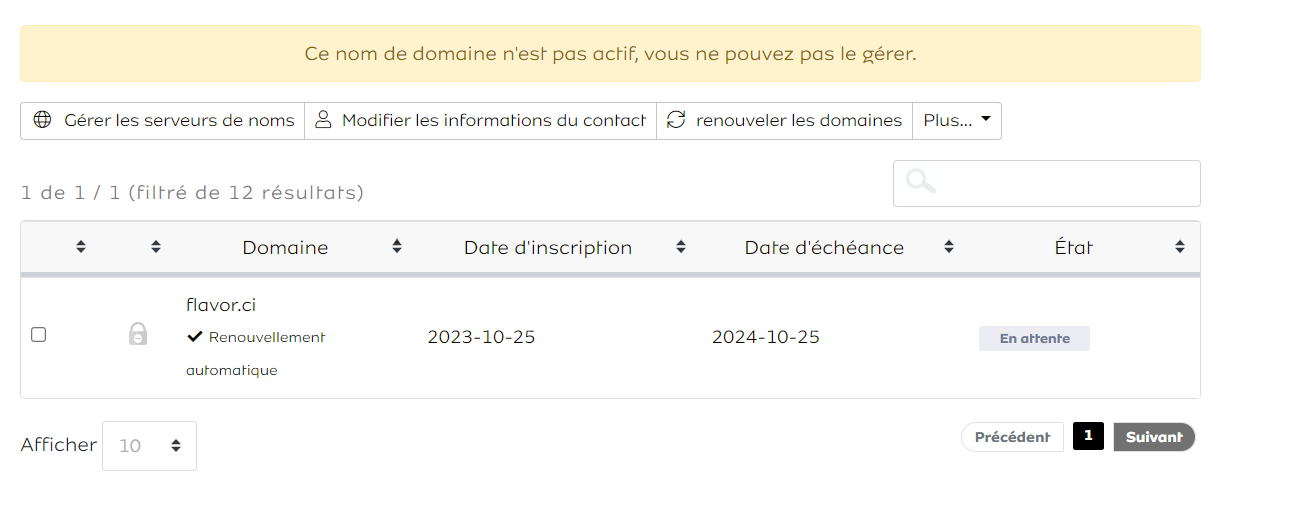 Ce nom de domaine n'est pas actif, vous ne pouvez pas le gérer.
Gérer les serveurs de noms Modifier les informations du contact renouveler les domaines Plus...
1 de 1 / 1 (filtré de 12 résultats)
Domaine Date d'inscription Date d'échéance État
flavor.ci
Renouvellement
automatique
2023-10-25 2024-10-25 En attente
Afficher 10 Précédent 1 Suivant